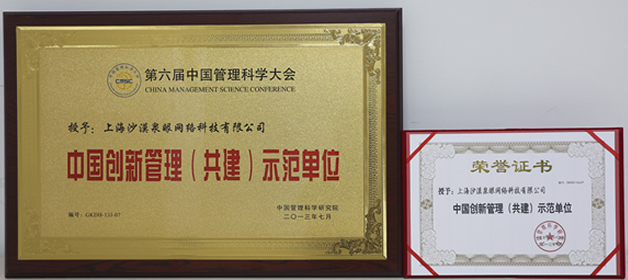 CMSC
第六届中国管理科学大会
CHINA MANAGEMENT SCIENCE CONFERENCE
授予：上海沙漠泉眼网络科技有限公司
中国创新管理（共建）示范单位
编号：GKDH-133-07
中国管理科学研究院
二〇一三年七月
荣誉证书
授予：上海沙漠泉眼网络科技有限公司
中国创新管理（共建）示范单位